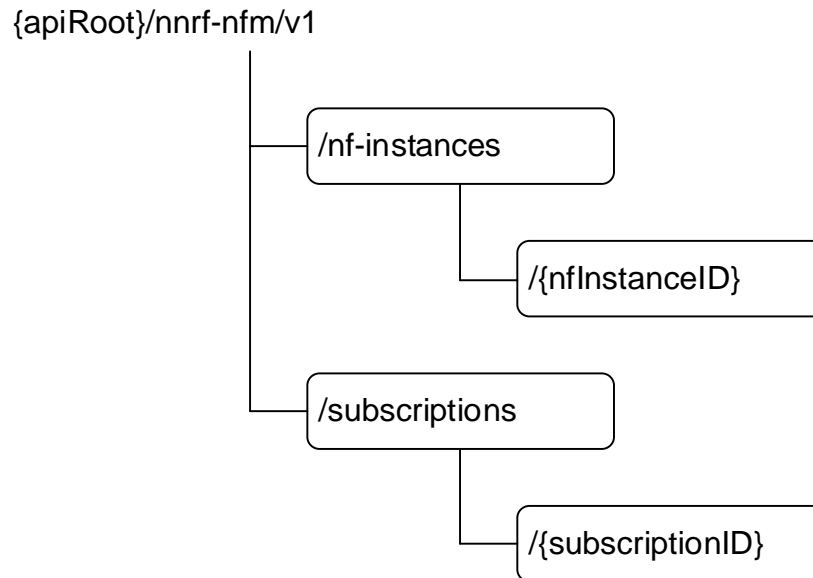 {apiRoot}/nnrf-nfm/v1
/nf-instances
/{nfInstanceID}
/subscriptions
/{subscriptionID}